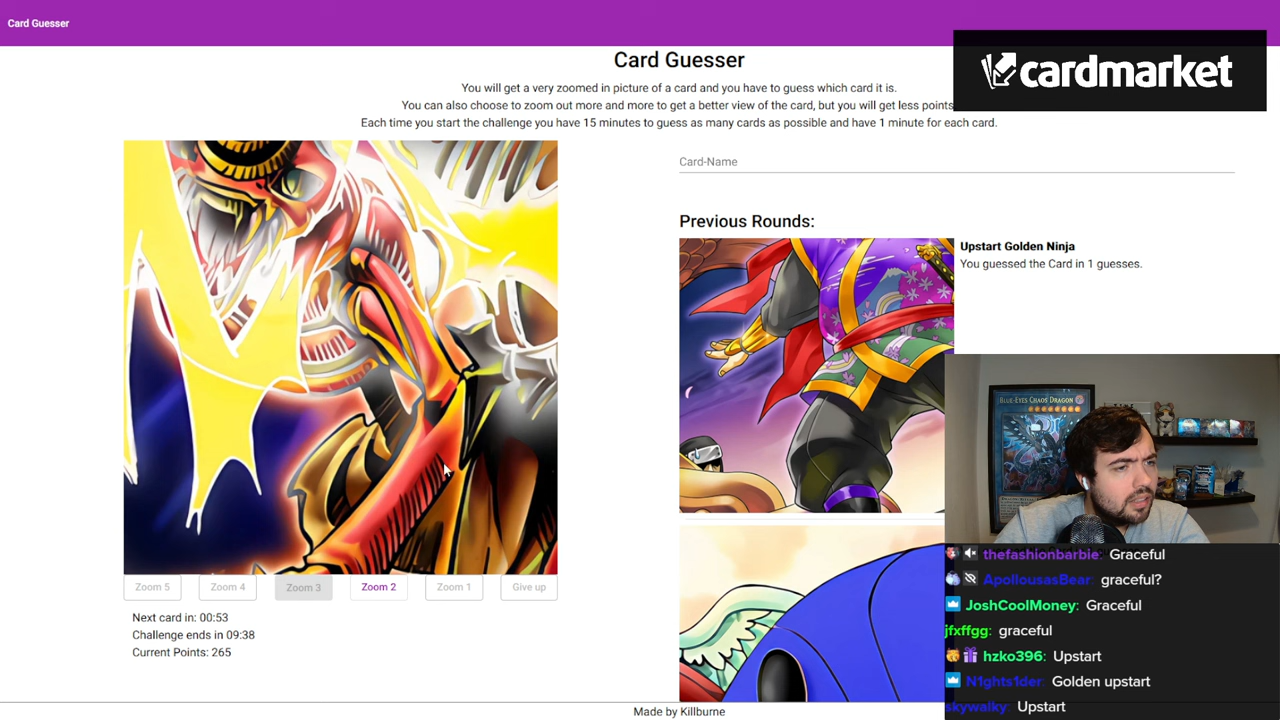 Card Guesser
cardmarket
Card Guesser
You will get a very zoomed in picture of a card and you have to guess which card it is.
You can also choose to zoom out more and more to get a better view of the card, but you will get less points
Each time you start the challenge you have 15 minutes to guess as many cards as possible and have 1 minute for each card.
Card-Name
Previous Rounds:
Upstart Golden Ninja
You guessed the Card in 1 guesses.
BLUE-EYES CHAOS DRAGON
Zoom 5
Zoom 4
Zoom 3
Zoom 2
Zoom 1
Give up
Next card in: 00:53
Challenge ends in 09:38
Current Points: 265
thefashionbarbie: Graceful
ApollousasBear: graceful?
JoshCoolMoney: Graceful
jfxffgg: graceful
hzko396: Upstart
N1ghts1der: Golden upstart
skywalky: Upstart
Made by Killburne